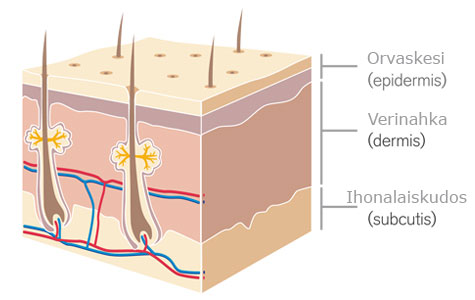 Orvaskesi
(epidermis)
Verinahka
(dermis)
Ihonalaiskudos
(subcutis)